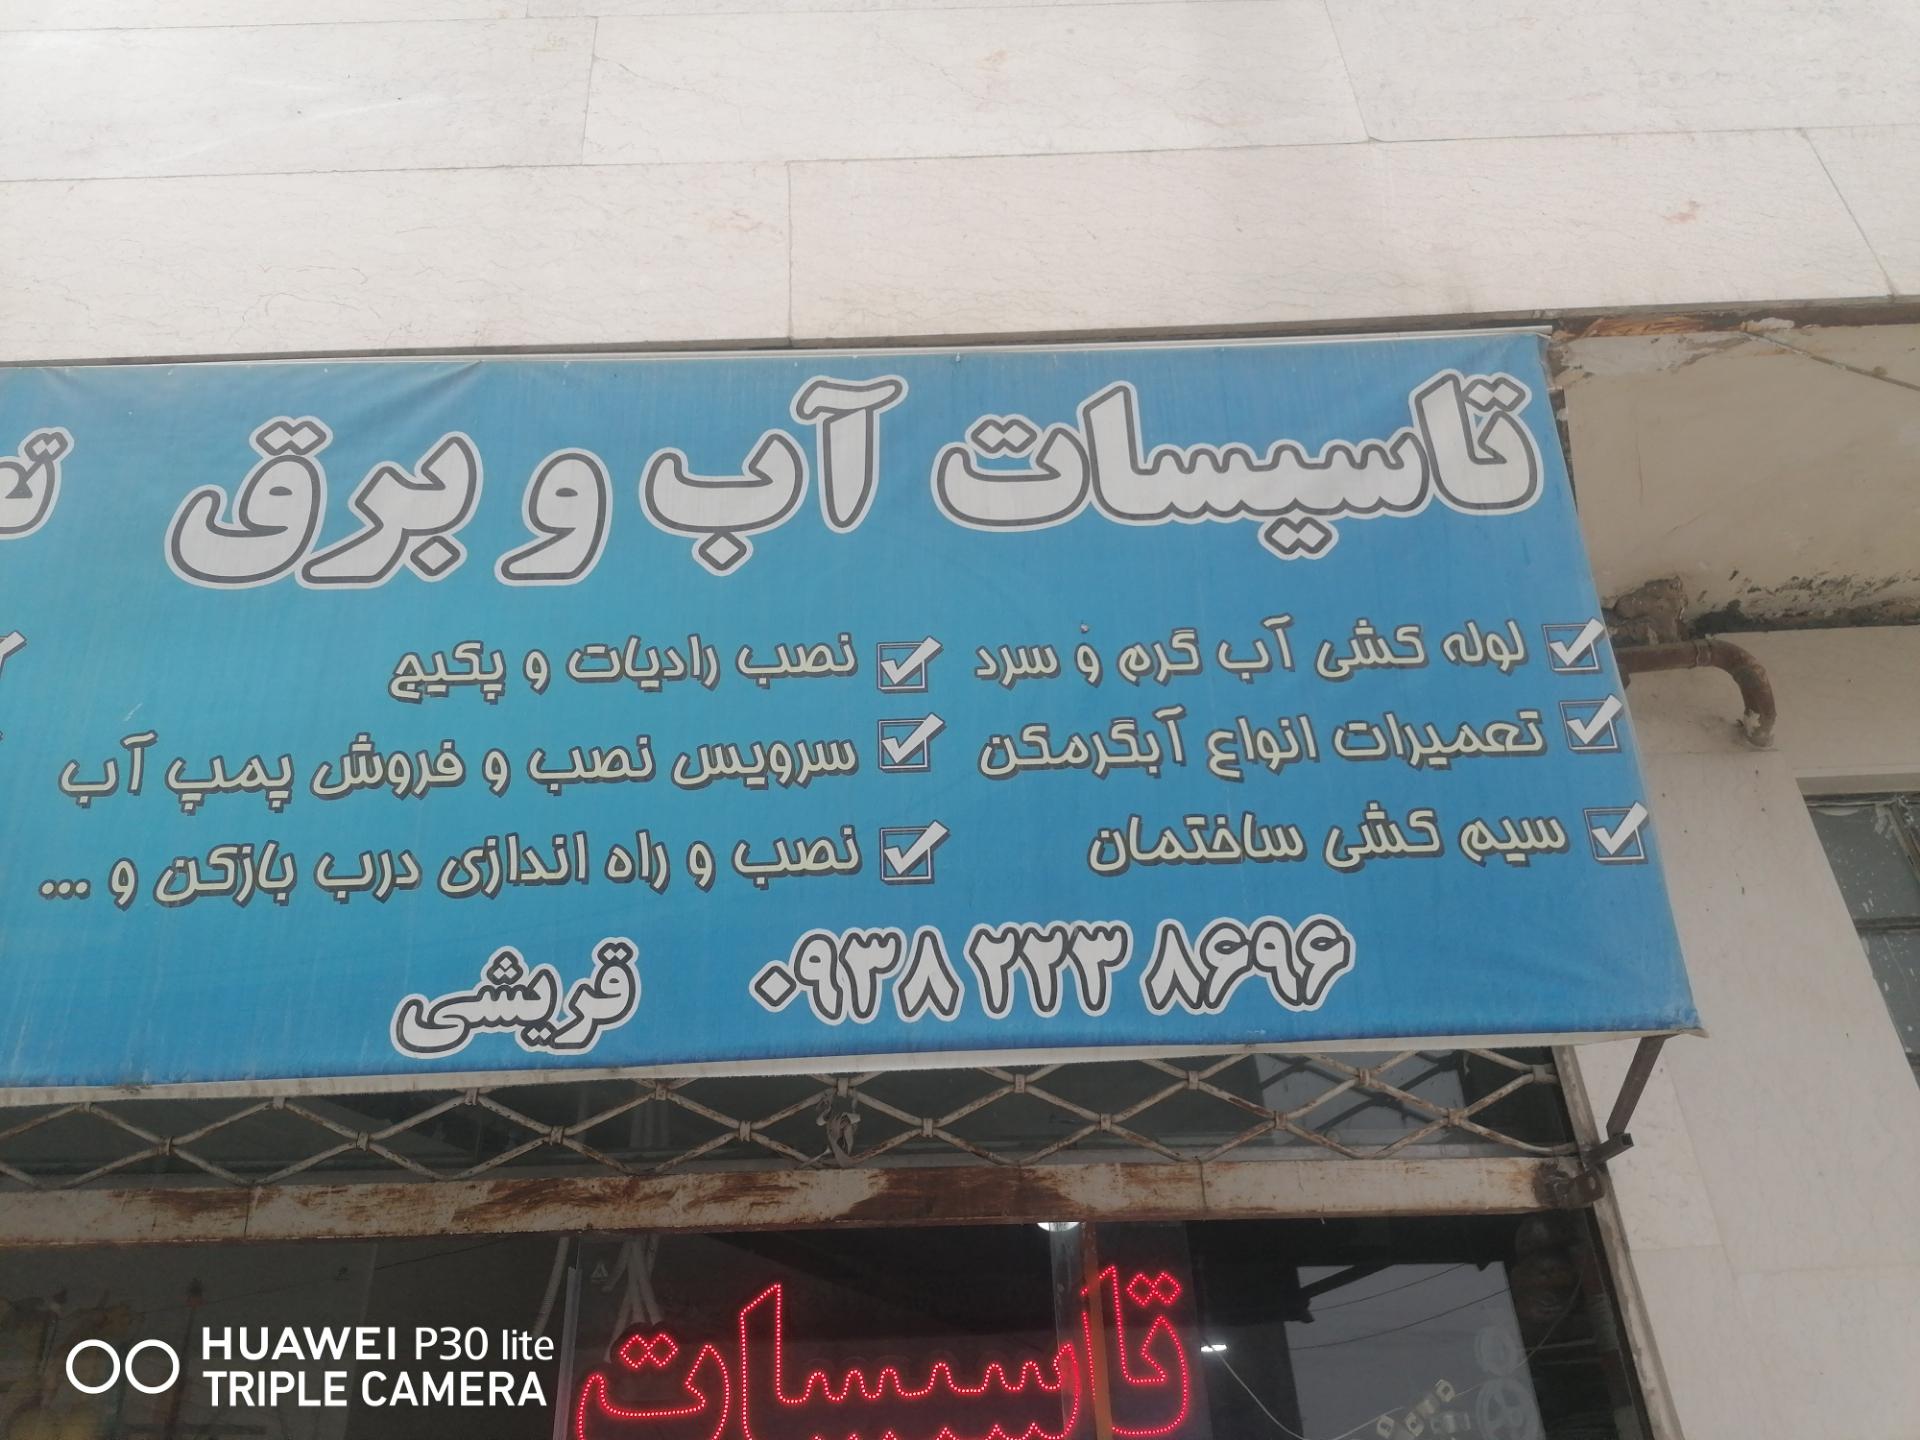 تاسیسات آب و برق
لوله کشی آب گرم و سرد
تعمیرات انواع آبگرمکن
سیم کشی ساختمان
نصب رادیات و پکیج
سرویس نصب و فروش پمپ آب
نصب و راه اندازی درب بازکن و ...
۰۹۳۸ ۲۲۳ ۸۶۹۶
قریشی
تاسیسات
HUAWEI P30 lite
TRIPLE CAMERA